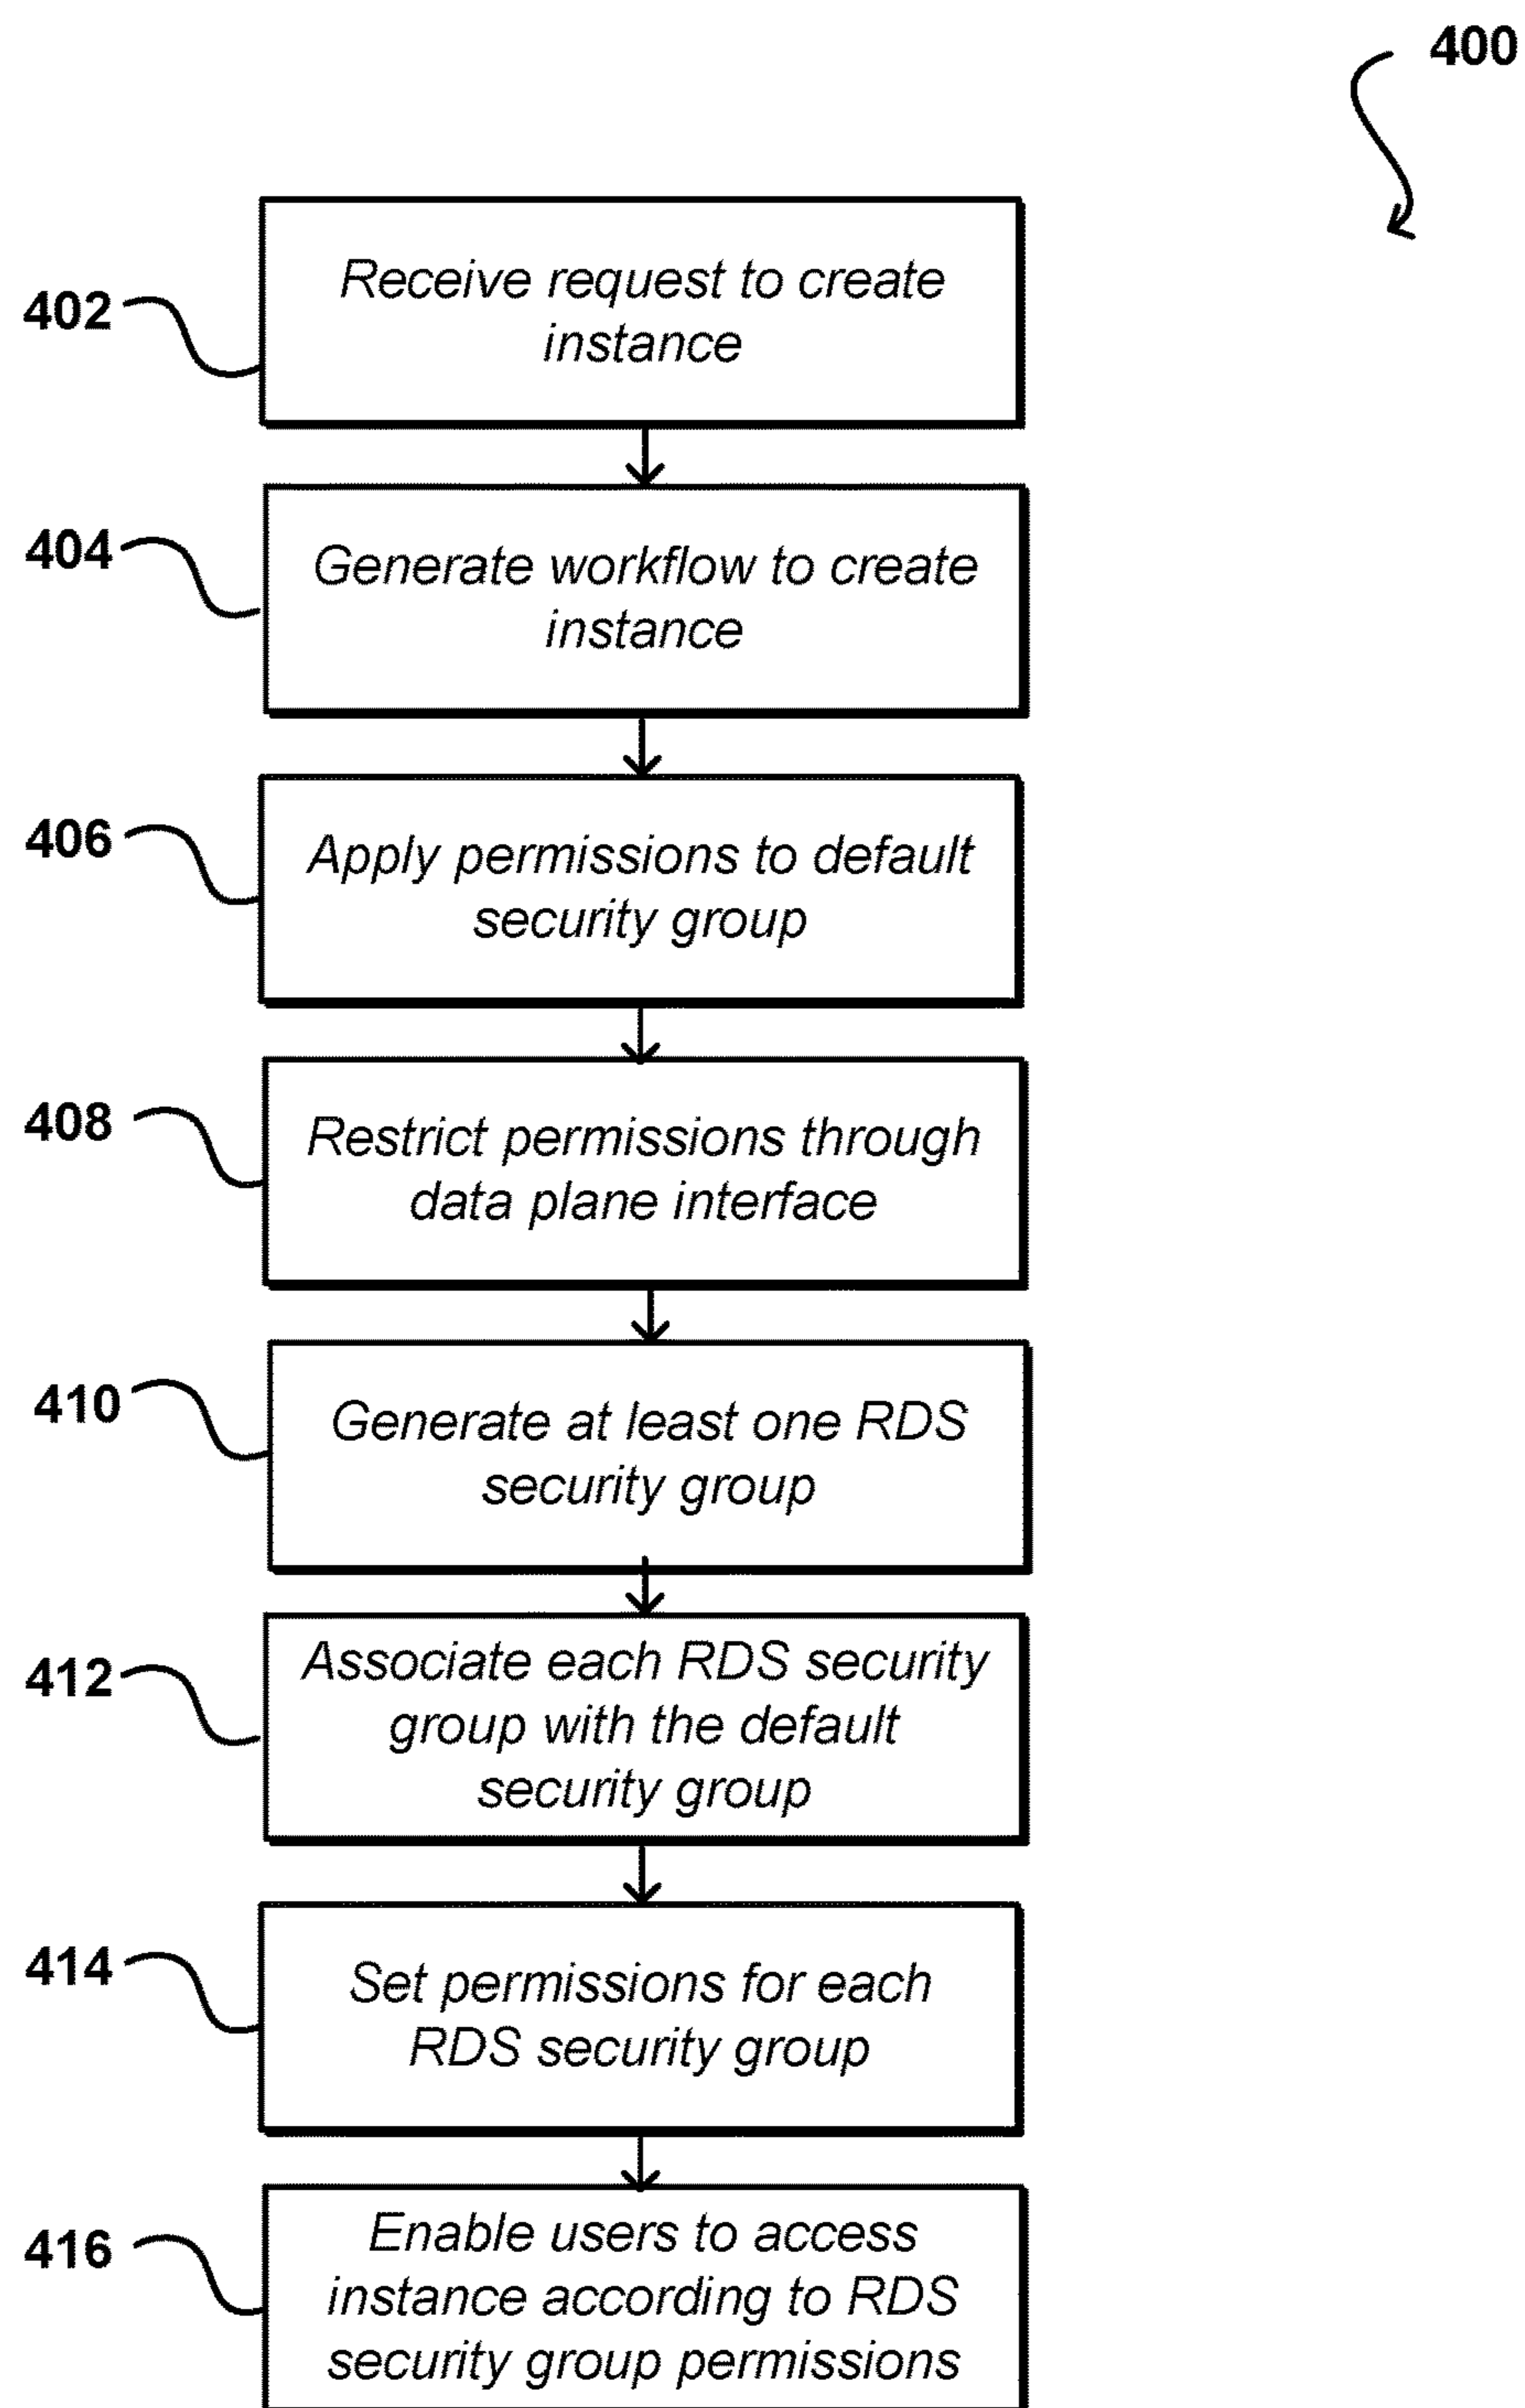 400
402
Receive request to create
instance
404
Generate workflow to create
instance
406
Apply permissions to default
security group
408
Restrict permissions through
data plane interface
410
Generate at least one RDS
security group
412
Associate each RDS security
group with the default
security group
414
Set permissions for each
RDS security group
416
Enable users to access
instance according to RDS
security group permissions